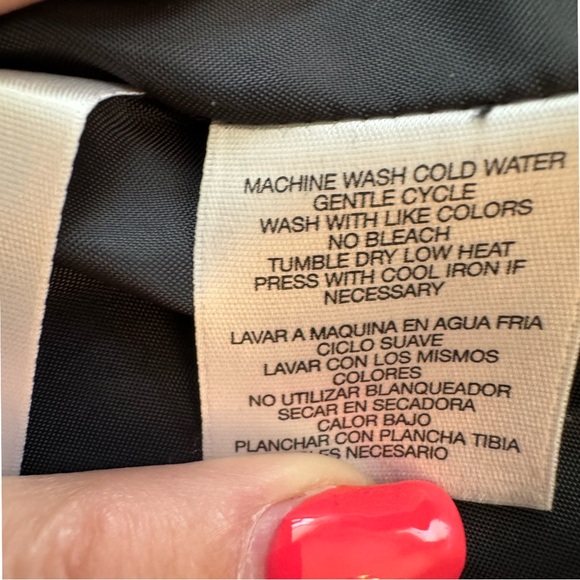 MACHINE WASH COLD WATER
GENTLE CYCLE
WASH WITH LIKE COLORS
NO BLEACH
TUMBLE DRY LOW HEAT
PRESS WITH COOL IRON IF
NECESSARY
LAVAR A MAQUINA EN AGUA FRIA
CICLO SUAVE
LAVAR CON LOS MISMOS
COLORES
NO UTILIZAR BLANQUEADOR
SECAR EN SECADORA
CALOR BAJO
PLANCHAR CON PLANCHA TIBIA
NECESARIO